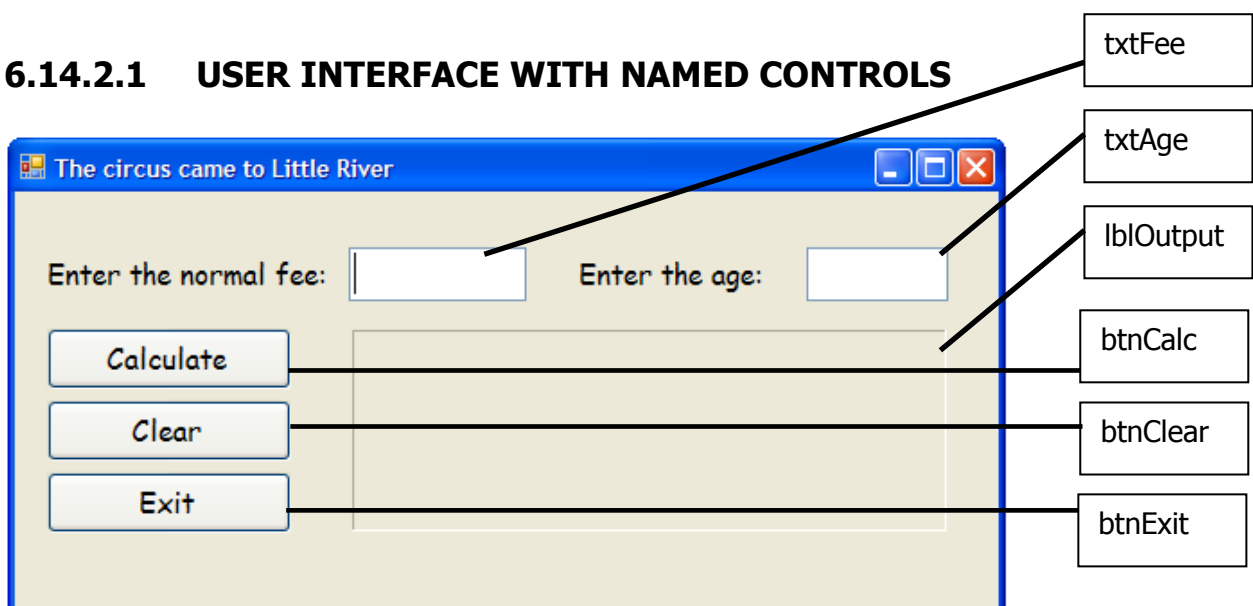 txtFee
6.14.2.1 USER INTERFACE WITH NAMED CONTROLS
txtAge
The circus came to Little River
lblOutput
Enter the normal fee:
Enter the age:
btnCalc
Calculate
btnClear
Clear
btnExit
Exit